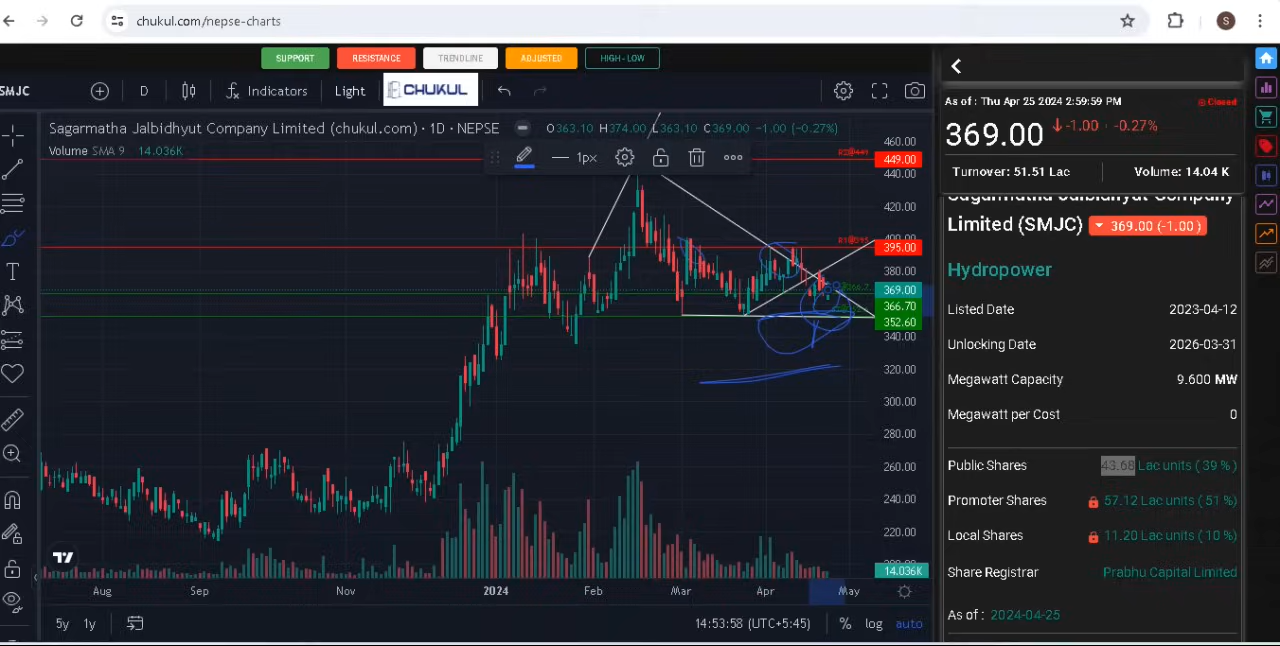 chukul.com/nepse-charts
S
SUPPORT RESISTANCE TRENDLINE ADJUSTED HIGH-LOW
SMJC D Indicators Light CHUKUL
Sagarmatha Jalbidhyut Company Limited (chukul.com) · 1D · NEPSE O363.10 H374.00 L363.10 C369.00 -1.00 (-0.27%)
Volume SMA 9 14.036K
1px
460.00
449.00
440.00
420.00
400.00
395.00
380.00
369.00
366.70
352.60
340.00
320.00
300.00
280.00
260.00
240.00
220.00
14.036K
Aug Sep Nov 2024 Feb Mar Apr May
5y 1y 14:53:58 (UTC+5:45) % log auto
As of : Thu Apr 25 2024 2:59:59 PM Closed
369.00 -1.00 -0.27%
Turnover: 51.51 Lac Volume: 14.04 K
Sagarmatha Jalbidhyut Company
Limited (SMJC) 369.00 (-1.00 )
Hydropower
Listed Date 2023-04-12
Unlocking Date 2026-03-31
Megawatt Capacity 9.600 MW
Megawatt per Cost 0
Public Shares 43.68 Lac units ( 39 % )
Promoter Shares 57.12 Lac units ( 51 %)
Local Shares 11.20 Lac units ( 10 %)
Share Registrar Prabhu Capital Limited
As of : 2024-04-25